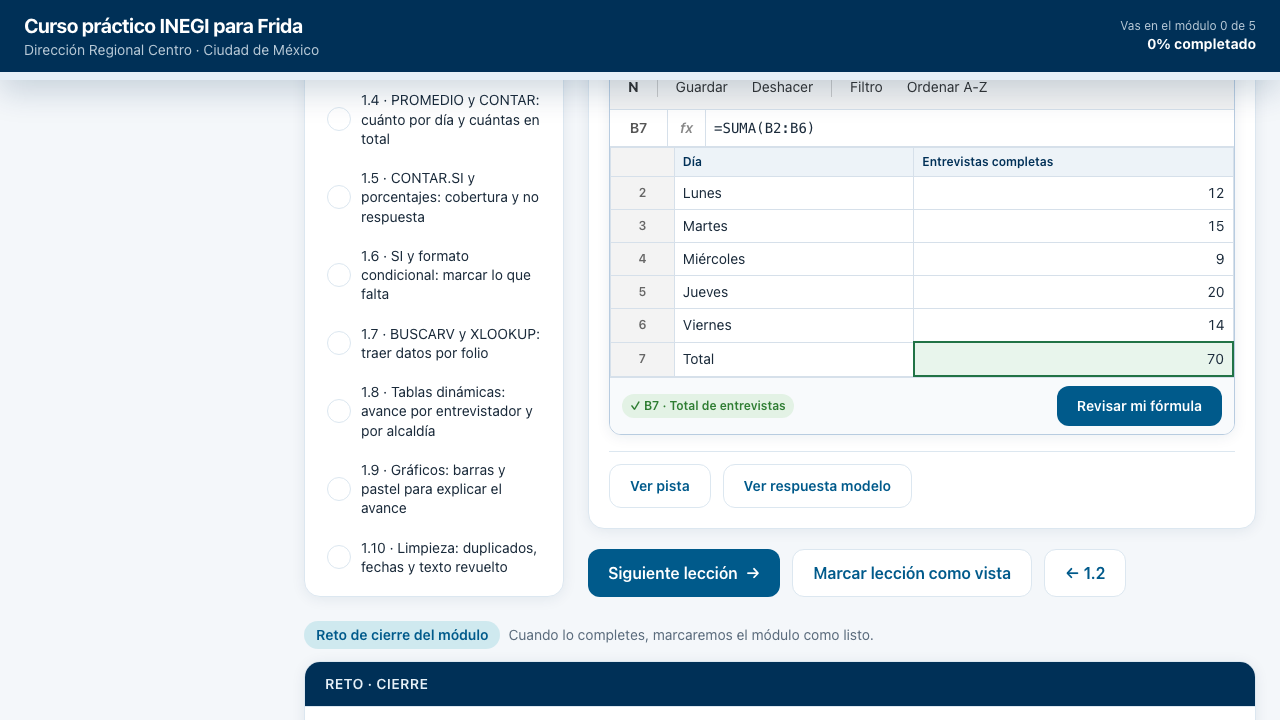 Curso práctico INEGI para Frida
Dirección Regional Centro · Ciudad de México
Vas en el módulo 0 de 5
0% completado
1.4 · PROMEDIO y CONTAR:
cuánto por día y cuántas en
total
1.5 · CONTAR.SI y
porcentajes: cobertura y no
respuesta
1.6 · SI y formato
condicional: marcar lo que
falta
1.7 · BUSCARV y XLOOKUP:
traer datos por folio
1.8 · Tablas dinámicas:
avance por entrevistador y
por alcaldía
1.9 · Gráficos: barras y
pastel para explicar el
avance
1.10 · Limpieza: duplicados,
fechas y texto revuelto
N Guardar Deshacer Filtro Ordenar A-Z
B7 fx =SUMA(B2:B6)
Día Entrevistas completas
2 Lunes 12
3 Martes 15
4 Miércoles 9
5 Jueves 20
6 Viernes 14
7 Total 70
✓ B7 · Total de entrevistas
Revisar mi fórmula
Ver pista
Ver respuesta modelo
Siguiente lección →
Marcar lección como vista
← 1.2
Reto de cierre del módulo
Cuando lo completes, marcaremos el módulo como listo.
RETO · CIERRE